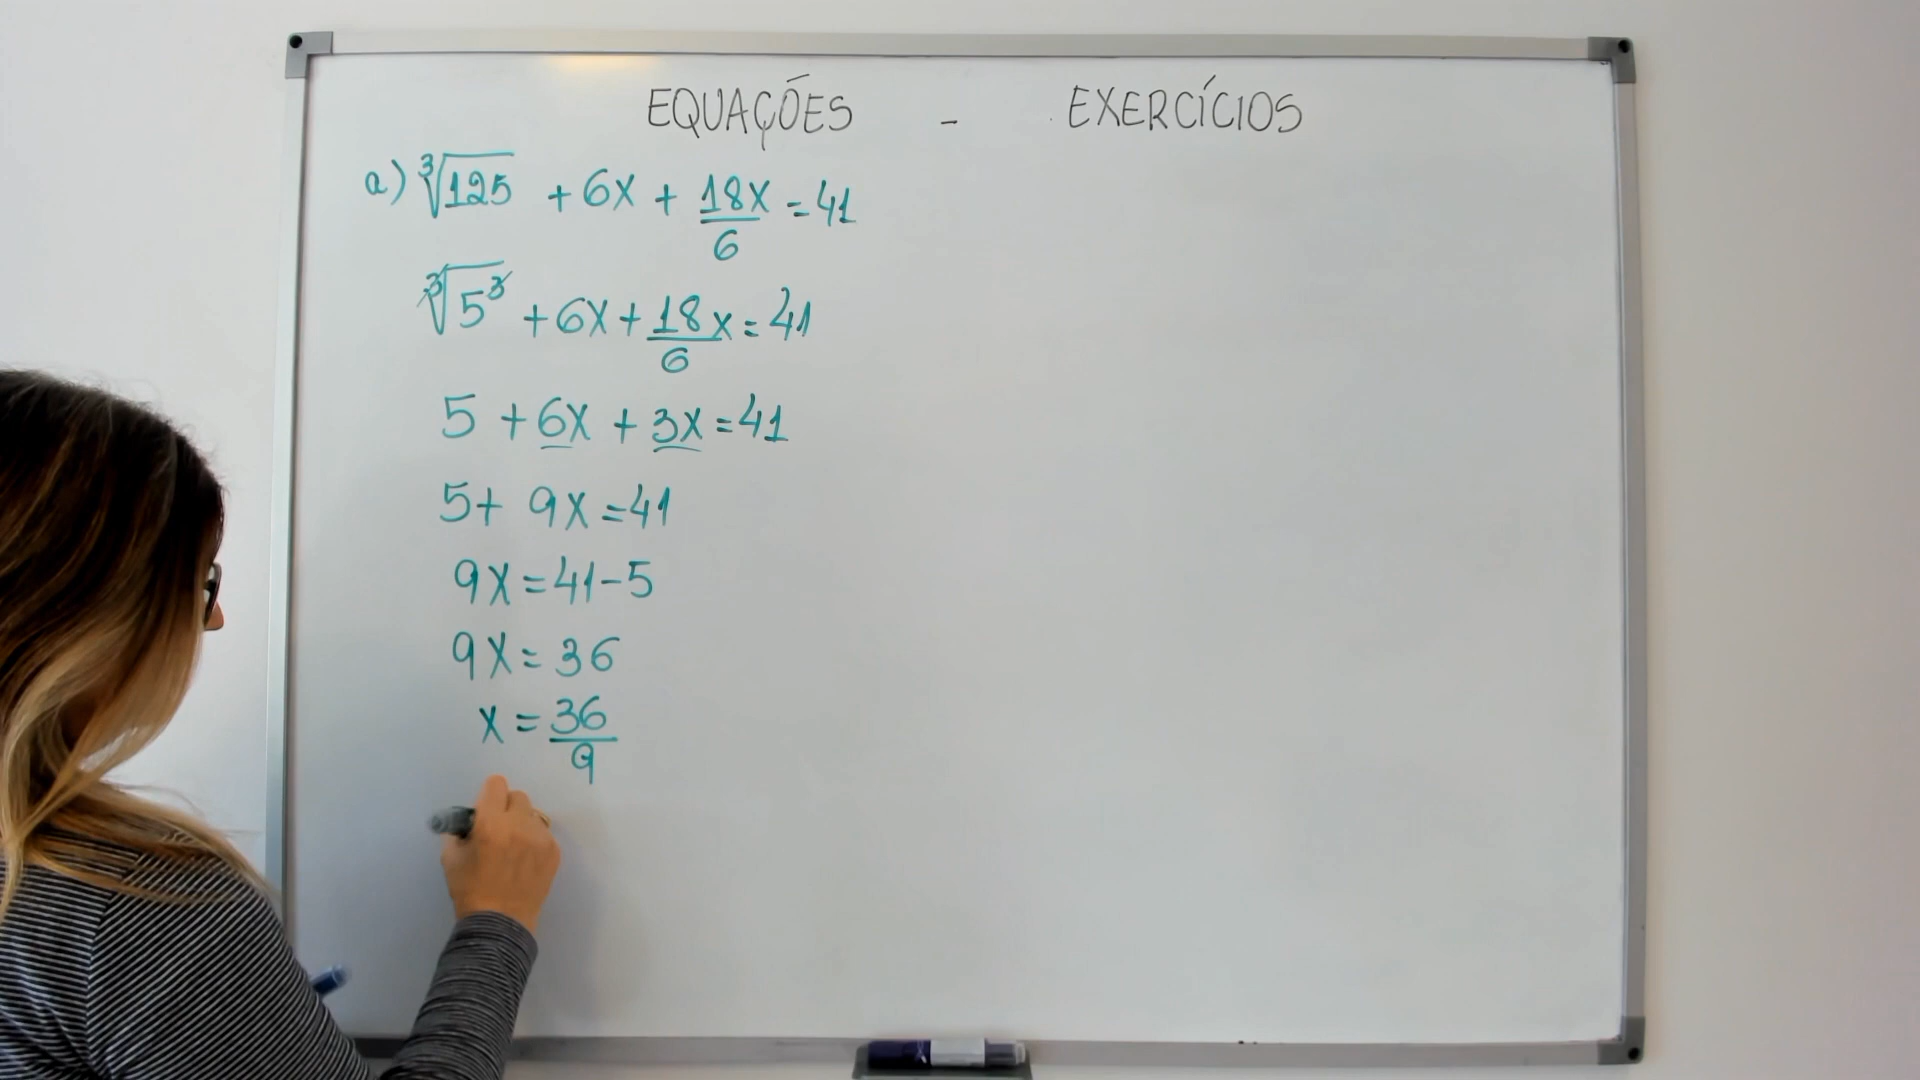 EQUAÇÕES - EXERCÍCIOS
a) ∛125 + 6x + 18x/6 = 41
∛5³ + 6x + 18/6 x = 41
5 + 6x + 3x = 41
5 + 9x = 41
9x = 41 - 5
9x = 36
x = 36/9